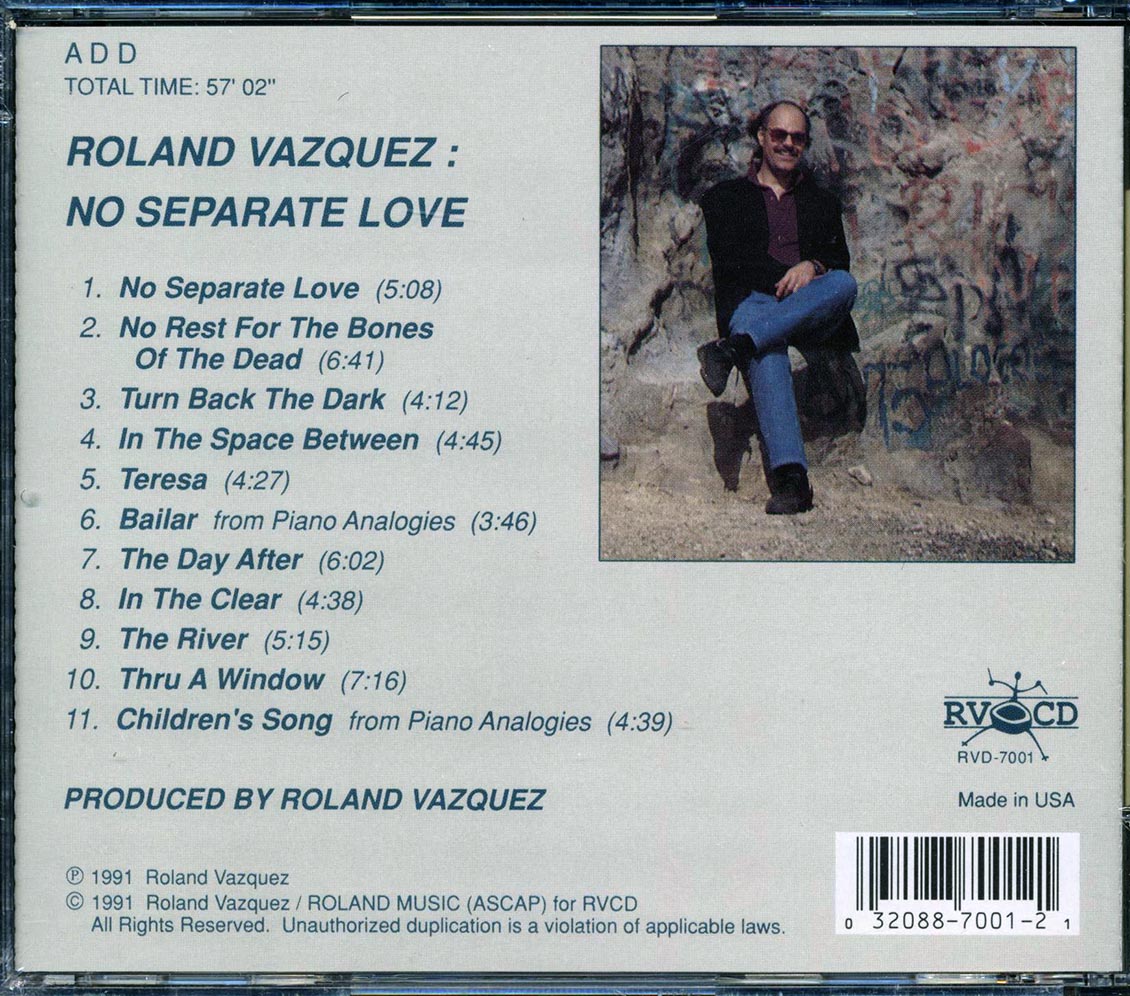 ADD
TOTAL TIME: 57' 02"
ROLAND VAZQUEZ :
NO SEPARATE LOVE
1. No Separate Love (5:08)
2. No Rest For The Bones
Of The Dead (6:41)
3. Turn Back The Dark (4:12)
4. In The Space Between (4:45)
5. Teresa (4:27)
6. Bailar from Piano Analogies (3:46)
7. The Day After (6:02)
8. In The Clear (4:38)
9. The River (5:15)
10. Thru A Window (7:16)
11. Children's Song from Piano Analogies (4:39)
RVCD
RVD-7001
PRODUCED BY ROLAND VAZQUEZ
Made in USA
℗ 1991 Roland Vazquez
© 1991 Roland Vazquez / ROLAND MUSIC (ASCAP) for RVCD
All Rights Reserved. Unauthorized duplication is a violation of applicable laws.
0 32088-7001-2 1